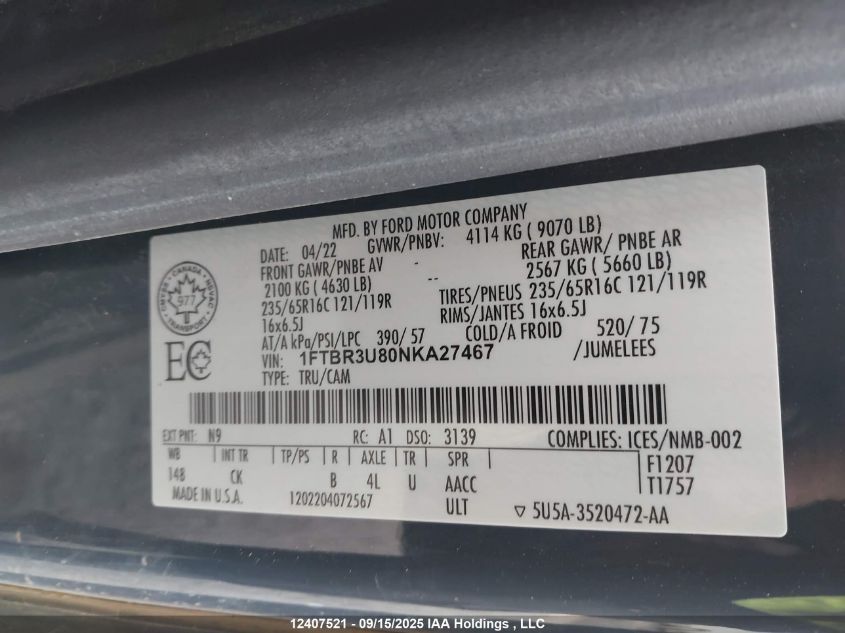 MFD. BY FORD MOTOR COMPANY
DATE: 04/22 GVWR/PNBV: 4114 KG ( 9070 LB)
FRONT GAWR/PNBE AV - REAR GAWR/ PNBE AR
2100 KG ( 4630 LB) -- 2567 KG ( 5660 LB)
235/65R16C 121/119R TIRES/PNEUS 235/65R16C 121/119R
16x6.5J RIMS/JANTES 16x6.5J
AT/A kPa/PSI/LPC 390/ 57 COLD/A FROID 520/ 75
VIN: 1FTBR3U80NKA27467 /JUMELEES
TYPE: TRU/CAM
CANADA
977
TRANSPORT
EC
EXT PNT: N9 RC: A1 DSO: 3139 COMPLIES: ICES/NMB-002
WB INT TR TP/PS R AXLE TR SPR F1207
148 CK B 4L U AACC T1757
MADE IN U.S.A. 1202204072567 ULT ▽ 5U5A-3520472-AA
12407521 - 09/15/2025 IAA Holdings , LLC